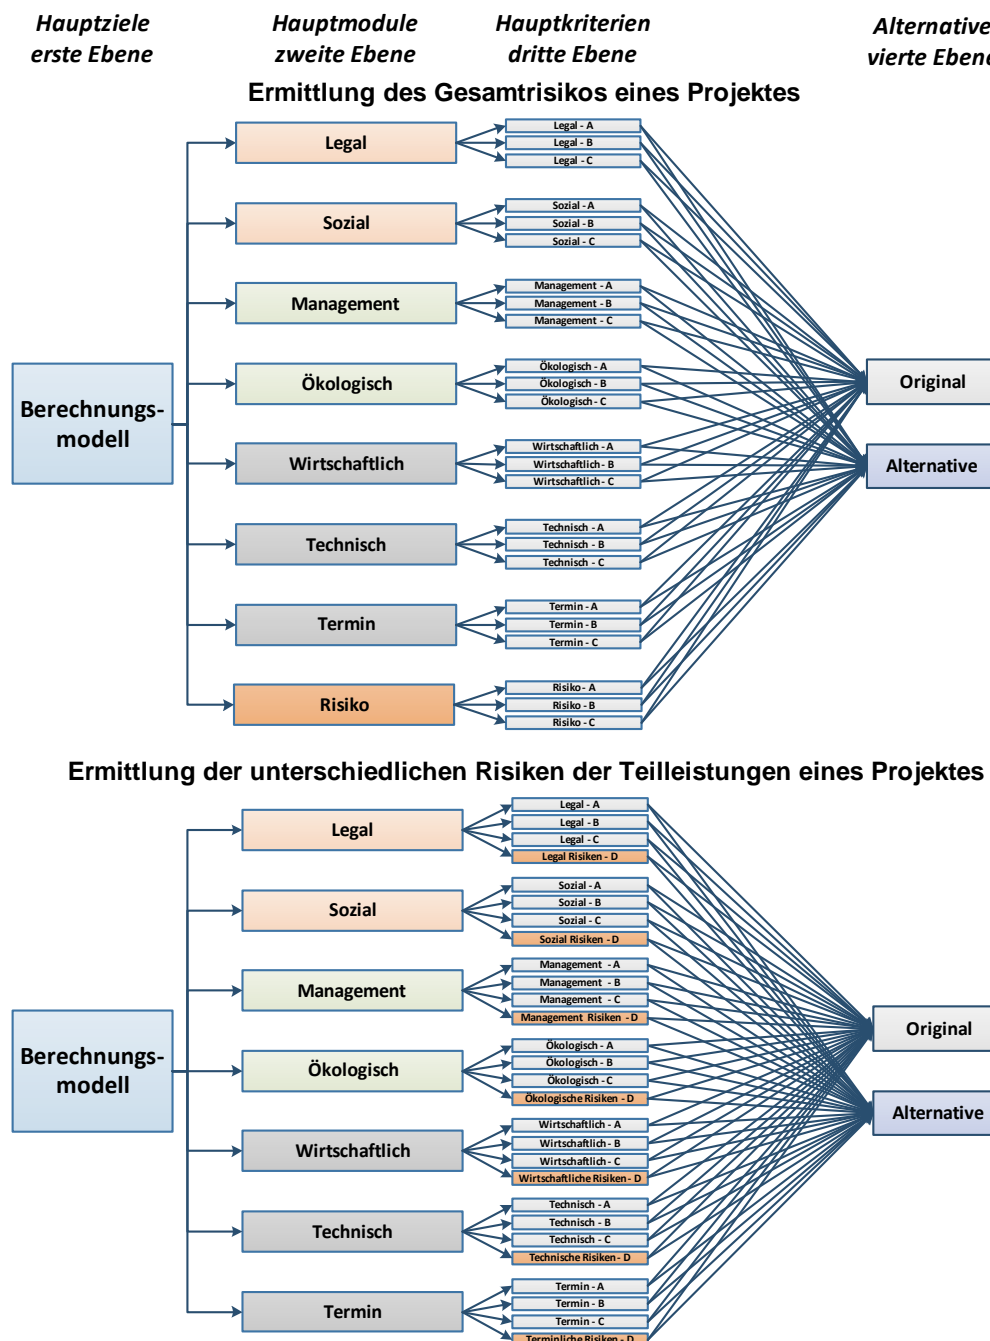 Hauptziele
erste Ebene
Hauptmodule
zweite Ebene
Hauptkriterien
dritte Ebene
Alternative
vierte Ebene
Ermittlung des Gesamtrisikos eines Projektes
Berechnungs-
modell
Legal
Legal - A
Legal - B
Legal - C
Sozial
Sozial - A
Sozial - B
Sozial - C
Management
Management - A
Management - B
Management - C
Ökologisch
Ökologisch - A
Ökologisch - B
Ökologisch - C
Wirtschaftlich
Wirtschaftlich - A
Wirtschaftlich - B
Wirtschaftlich - C
Technisch
Technisch - A
Technisch - B
Technisch - C
Termin
Termin - A
Termin - B
Termin - C
Risiko
Risiko - A
Risiko - B
Risiko - C
Original
Alternative
Ermittlung der unterschiedlichen Risiken der Teilleistungen eines Projektes
Berechnungs-
modell
Legal
Legal - A
Legal - B
Legal - C
Legal Risiken - D
Sozial
Sozial - A
Sozial - B
Sozial - C
Sozial Risiken - D
Management
Management - A
Management - B
Management - C
Management Risiken - D
Ökologisch
Ökologisch - A
Ökologisch - B
Ökologisch - C
Ökologische Risiken - D
Wirtschaftlich
Wirtschaftlich - A
Wirtschaftlich - B
Wirtschaftlich - C
Wirtschaftliche Risiken - D
Technisch
Technisch - A
Technisch - B
Technisch - C
Technische Risiken - D
Termin
Termin - A
Termin - B
Termin - C
Terminliche Risiken - D
Original
Alternative